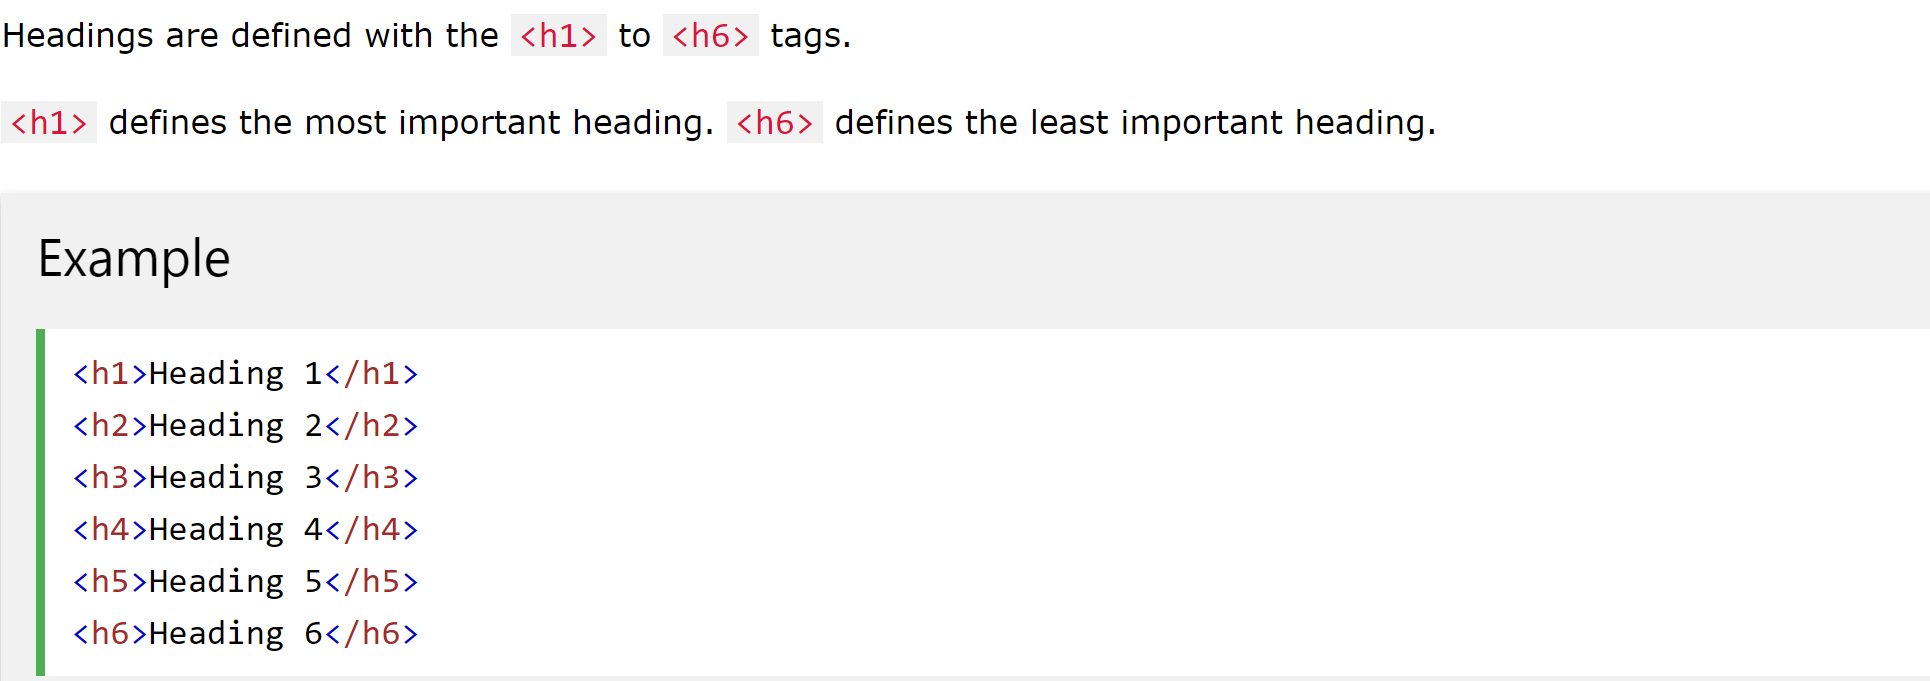 Headings are defined with the <h1> to <h6> tags.
<h1> defines the most important heading. <h6> defines the least important heading.
Example
<h1>Heading 1</h1>
<h2>Heading 2</h2>
<h3>Heading 3</h3>
<h4>Heading 4</h4>
<h5>Heading 5</h5>
<h6>Heading 6</h6>